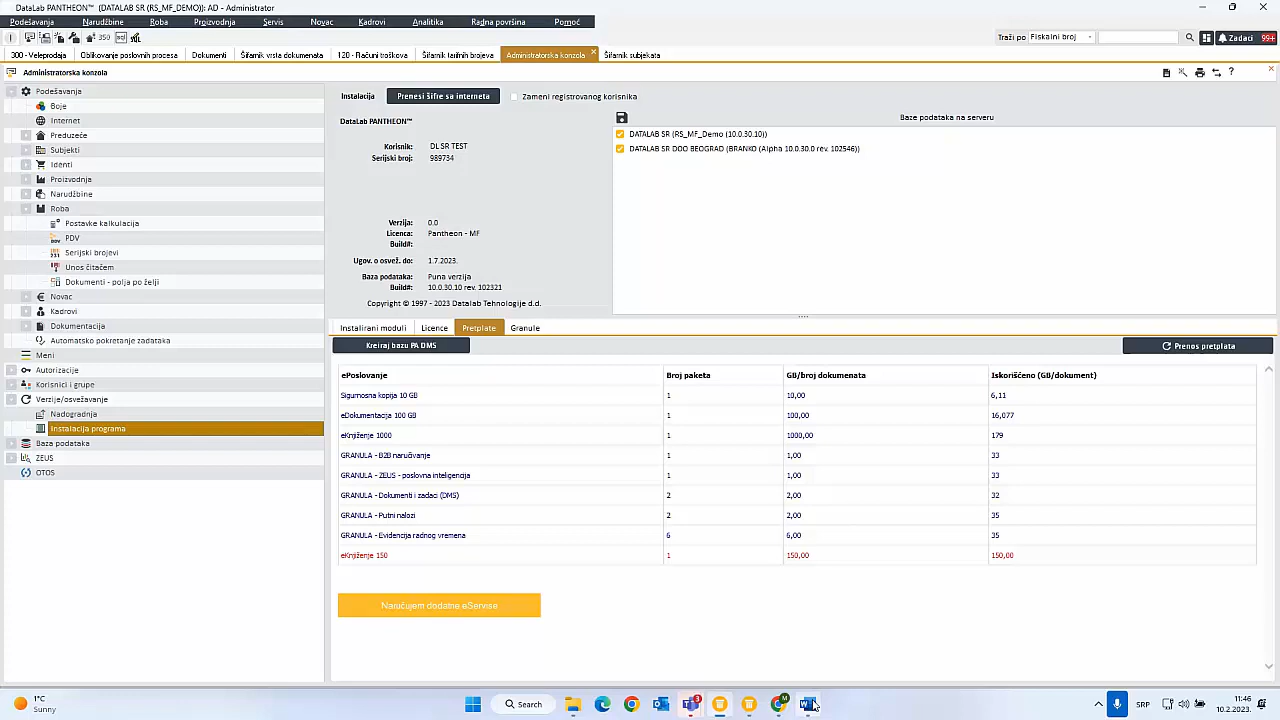 DataLab PANTHEON™ (DATALAB SR (RS_MF_DEMO)); AD - Administrator
Podešavanja Narudžbine Roba Proizvodnja Servis Novac Kadrovi Analitika Radna površina Pomoć
350 Traži po Fiskalni broj Zadaci 99+
300 - Veleprodaja Oblikovanje poslovnih procesa Dokumenti Šifarnik vrsta dokumenata 120 - Računi troškova Šifarnik tarifnih brojeva Administratorska konzola Šifarnik subjekata
Administratorska konzola
Podešavanja
Boje
Internet
Preduzeće
Subjekti
Identi
Proizvodnja
Narudžbine
Roba
Postavke kalkulacija
PDV
Serijski brojevi
Unos čitačem
Dokumenti - polja po želji
Novac
Kadrovi
Dokumentacija
Automatsko pokretanje zadataka
Meni
Autorizacije
Korisnici i grupe
Verzije/osvežavanje
Nadogradnja
Instalacija programa
Baza podataka
ZEUS
OTOS
Instalacija Prenesi šifre sa interneta Zameni registrovanog korisnika
DataLab PANTHEON™
Korisnik: DL SR TEST
Serijski broj: 989734
Verzija: 0.0
Licenca: Pantheon - MF
Build#:
Ugov. o osvež. do: 1.7.2023.
Baza podataka: Puna verzija
Build#: 10.0.30.10 rev. 102321
Copyright © 1997 - 2023 Datalab Tehnologije d.d.
Baze podataka na serveru
DATALAB SR (RS_MF_Demo (10.0.30.10))
DATALAB SR DOO BEOGRAD (BRANKO (Alpha 10.0.30.0 rev. 102546))
Instalirani moduli Licence Pretplate Granule
Kreiraj bazu PA DMS Prenos pretplata
ePoslovanje Broj paketa GB/broj dokumenata Iskorišćeno (GB/dokument)
Sigurnosna kopija 10 GB 1 10,00 6,11
eDokumentacija 100 GB 1 100,00 16,077
eKnjiženje 1000 1 1000,00 179
GRANULA - B2B naručivanje 1 1,00 33
GRANULA - ZEUS - poslovna inteligencija 1 1,00 33
GRANULA - Dokumenti i zadaci (DMS) 2 2,00 32
GRANULA - Putni nalozi 2 2,00 35
GRANULA - Evidencija radnog vremena 6 6,00 35
eKnjiženje 150 1 150,00 150,00
Naručujem dodatne eServise
1°C
Sunny
Search
SRP
11:46
10.2.2023.